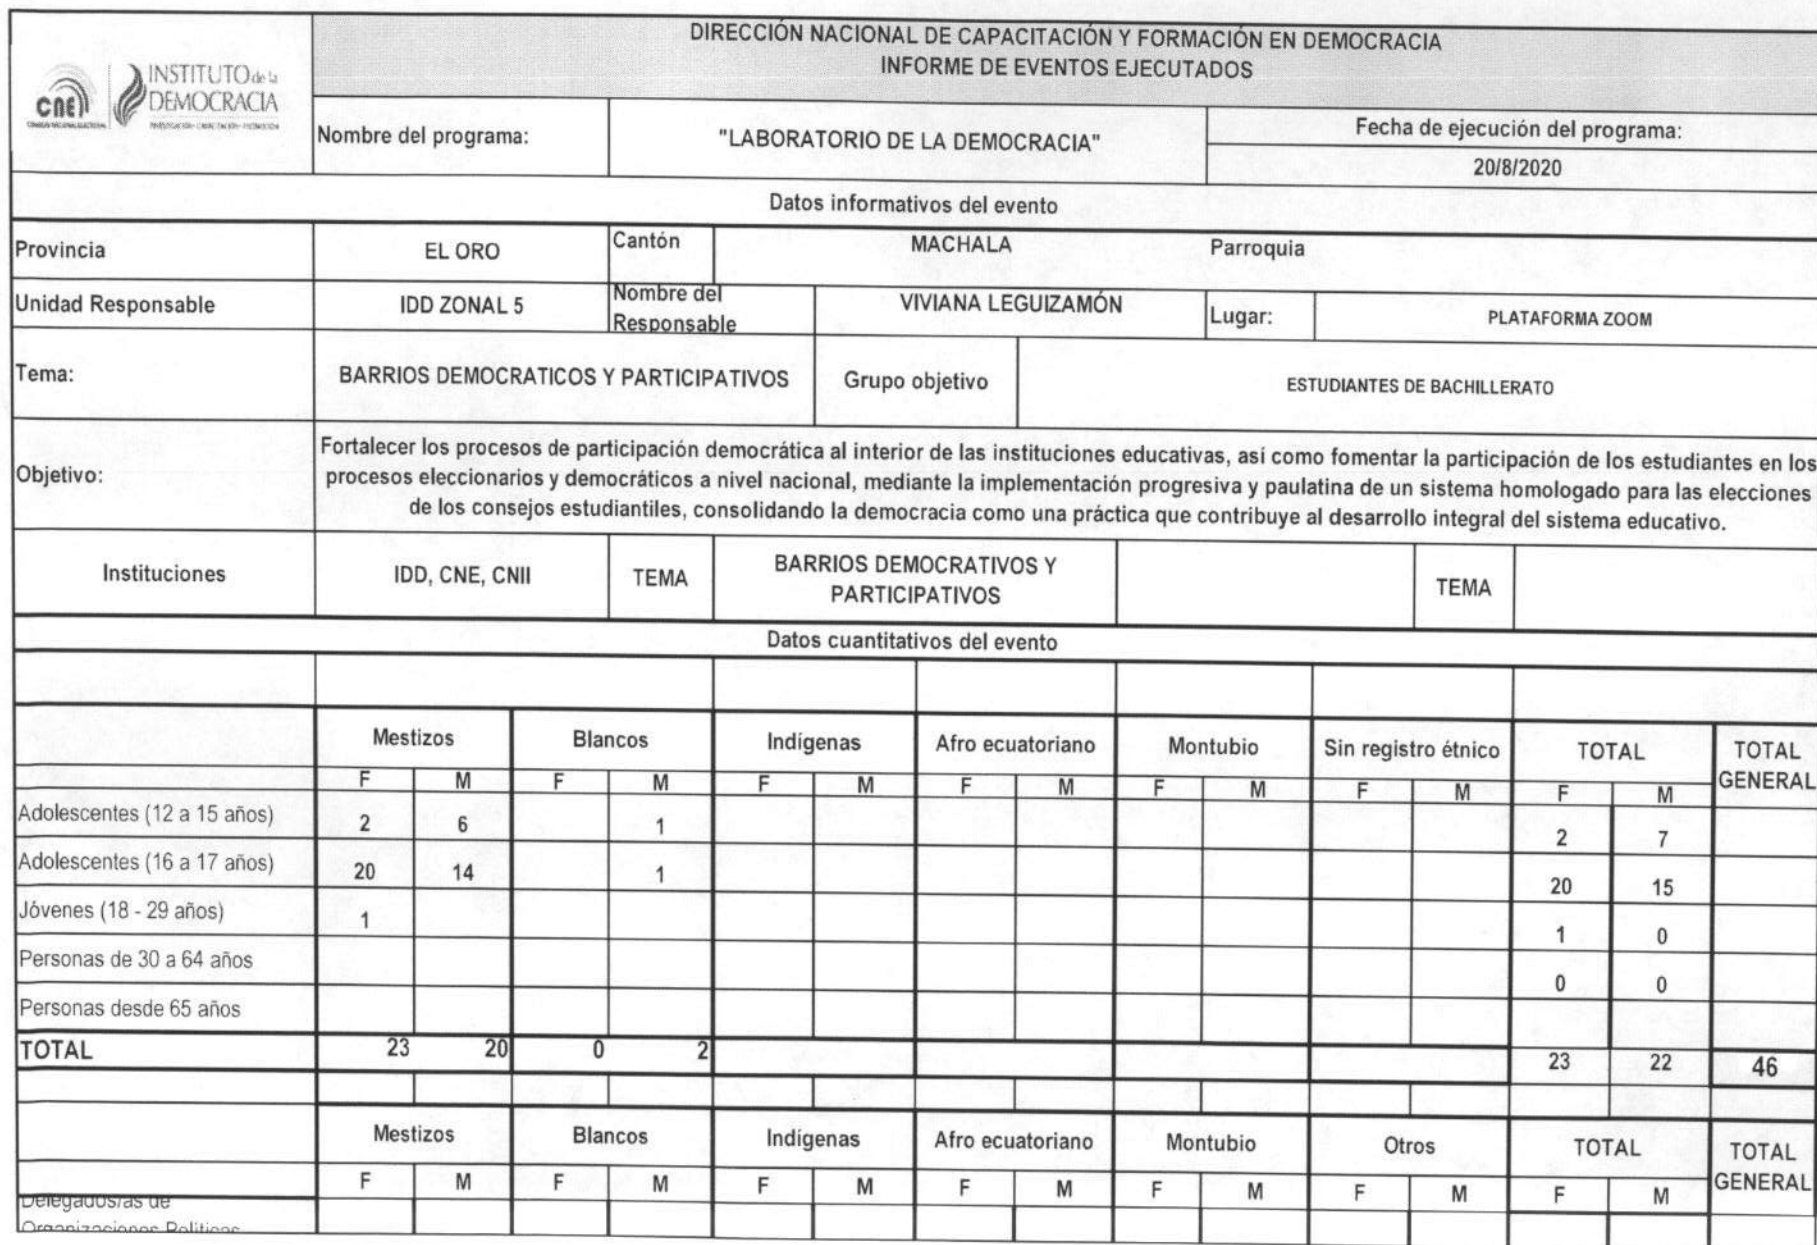 DIRECCIÓN NACIONAL DE CAPACITACIÓN Y FORMACIÓN EN DEMOCRACIA
INFORME DE EVENTOS EJECUTADOS
CNE
INSTITUTO de la
DEMOCRACIA
Nombre del programa: "LABORATORIO DE LA DEMOCRACIA" Fecha de ejecución del programa:
20/8/2020
Datos informativos del evento
Provincia EL ORO Cantón MACHALA Parroquia
Unidad Responsable IDD ZONAL 5 Nombre del
Responsable VIVIANA LEGUIZAMÓN Lugar: PLATAFORMA ZOOM
Tema: BARRIOS DEMOCRATICOS Y PARTICIPATIVOS Grupo objetivo ESTUDIANTES DE BACHILLERATO
Objetivo:
Fortalecer los procesos de participación democrática al interior de las instituciones educativas, así como fomentar la participación de los estudiantes en los
procesos eleccionarios y democráticos a nivel nacional, mediante la implementación progresiva y paulatina de un sistema homologado para las elecciones
de los consejos estudiantiles, consolidando la democracia como una práctica que contribuye al desarrollo integral del sistema educativo.
Instituciones IDD, CNE, CNII TEMA BARRIOS DEMOCRATIVOS Y
PARTICIPATIVOS TEMA
Datos cuantitativos del evento
Mestizos Blancos Indígenas Afro ecuatoriano Montubio Sin registro étnico TOTAL TOTAL
GENERAL
F M F M F M F M F M F M F M
Adolescentes (12 a 15 años) 2 6 1 2 7
Adolescentes (16 a 17 años) 20 14 1 20 15
Jóvenes (18 - 29 años) 1 1 0
Personas de 30 a 64 años 0 0
Personas desde 65 años
TOTAL 23 20 0 2 23 22 46
Mestizos Blancos Indígenas Afro ecuatoriano Montubio Otros TOTAL TOTAL
GENERAL
F M F M F M F M F M F M F M
Delegados/as de
Organizaciones Politicas